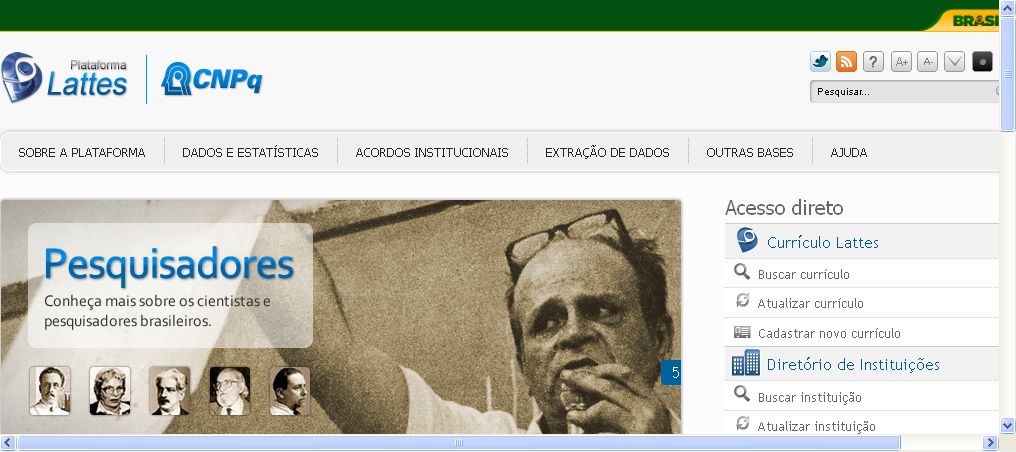 BRASI
Plataforma
Lattes
CNPq
A+
A-
Pesquisar...
SOBRE A PLATAFORMA
DADOS E ESTATÍSTICAS
ACORDOS INSTITUCIONAIS
EXTRAÇÃO DE DADOS
OUTRAS BASES
AJUDA
Pesquisadores
Conheça mais sobre os cientistas e
pesquisadores brasileiros.
5
Acesso direto
Currículo Lattes
Buscar currículo
Atualizar currículo
Cadastrar novo currículo
Diretório de Instituições
Buscar instituição
Atualizar instituição